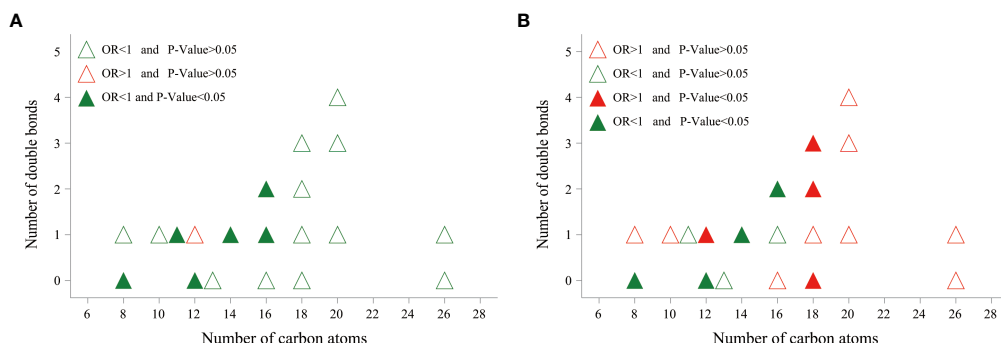 A
B
OR<1 and P-Value>0.05
OR>1 and P-Value>0.05
OR<1 and P-Value<0.05
Number of double bonds
5
4
3
2
1
0
6 8 10 12 14 16 18 20 22 24 26 28
Number of carbon atoms
OR>1 and P-Value>0.05
OR<1 and P-Value>0.05
OR>1 and P-Value<0.05
OR<1 and P-Value<0.05
Number of double bonds
5
4
3
2
1
0
6 8 10 12 14 16 18 20 22 24 26 28
Number of carbon atoms